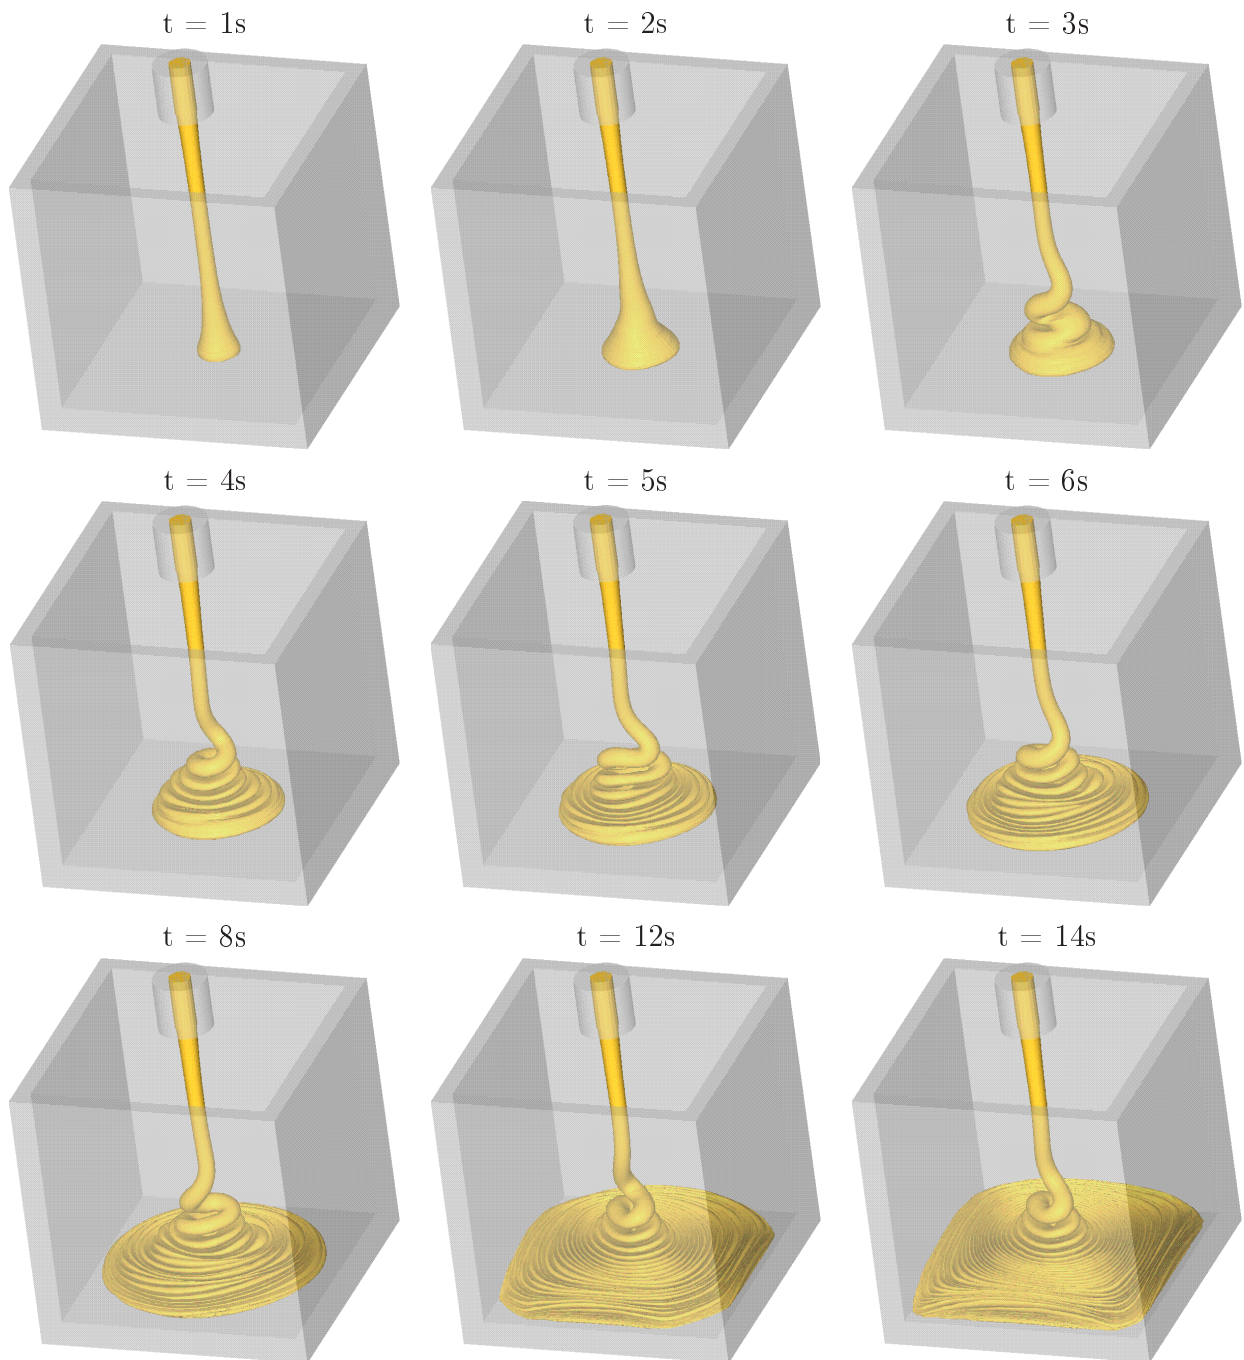 t = 1s
t = 2s
t = 3s
t = 4s
t = 5s
t = 6s
t = 8s
t = 12s
t = 14s